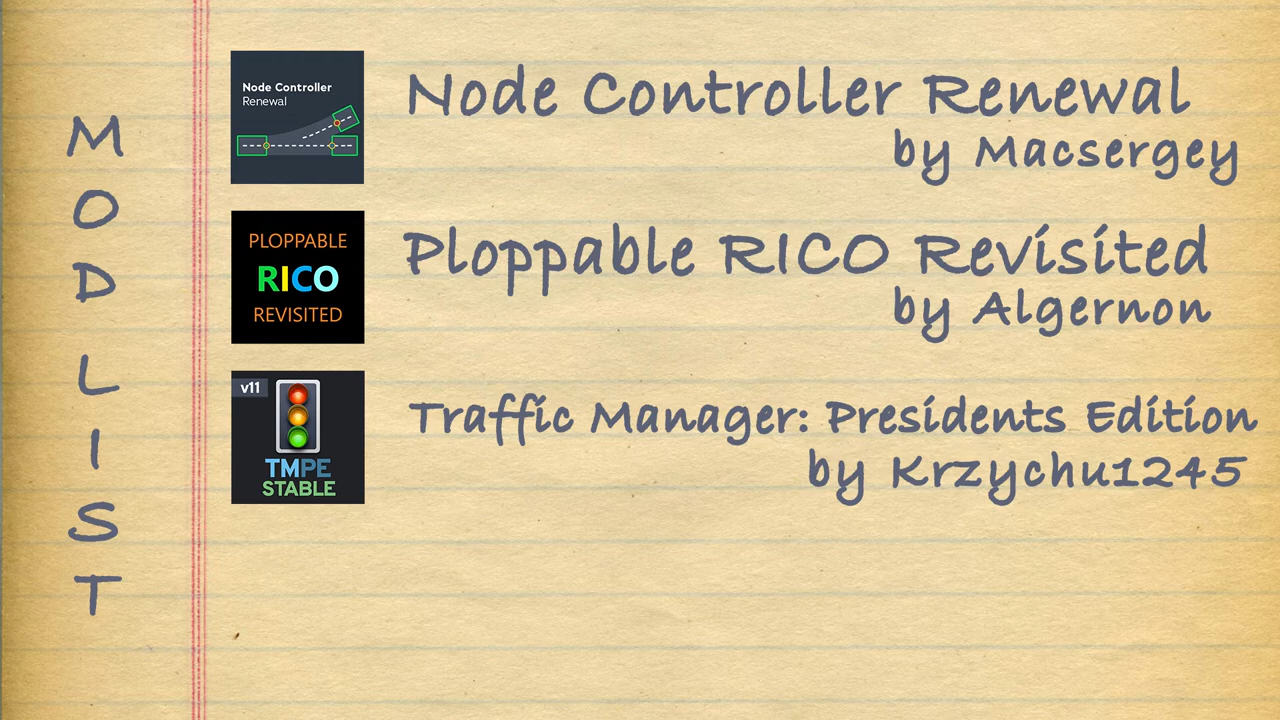 MOD LIST
Node Controller
Renewal
Node Controller Renewal
by Macsergey
PLOPPABLE
RICO
REVISITED
Ploppable RICO Revisited
by Algernon
v11
TMPE
STABLE
Traffic Manager: Presidents Edition
by Krzychu1245